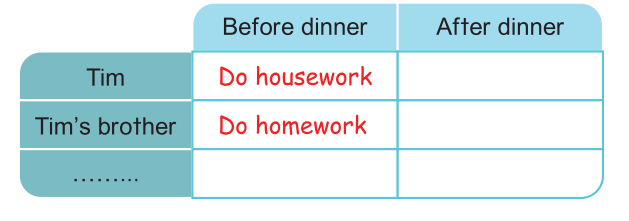 Before dinner After dinner
Tim Do housework
Tim's brother Do homework
………